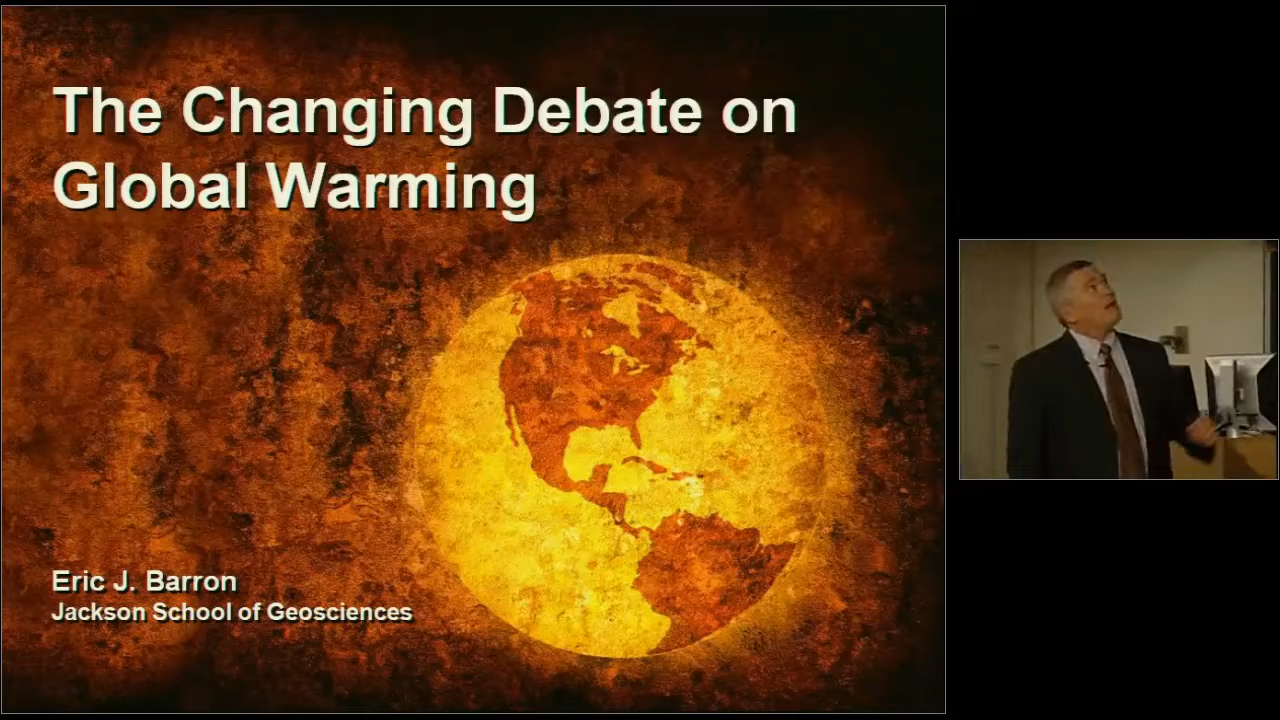 The Changing Debate on
Global Warming
Eric J. Barron
Jackson School of Geosciences